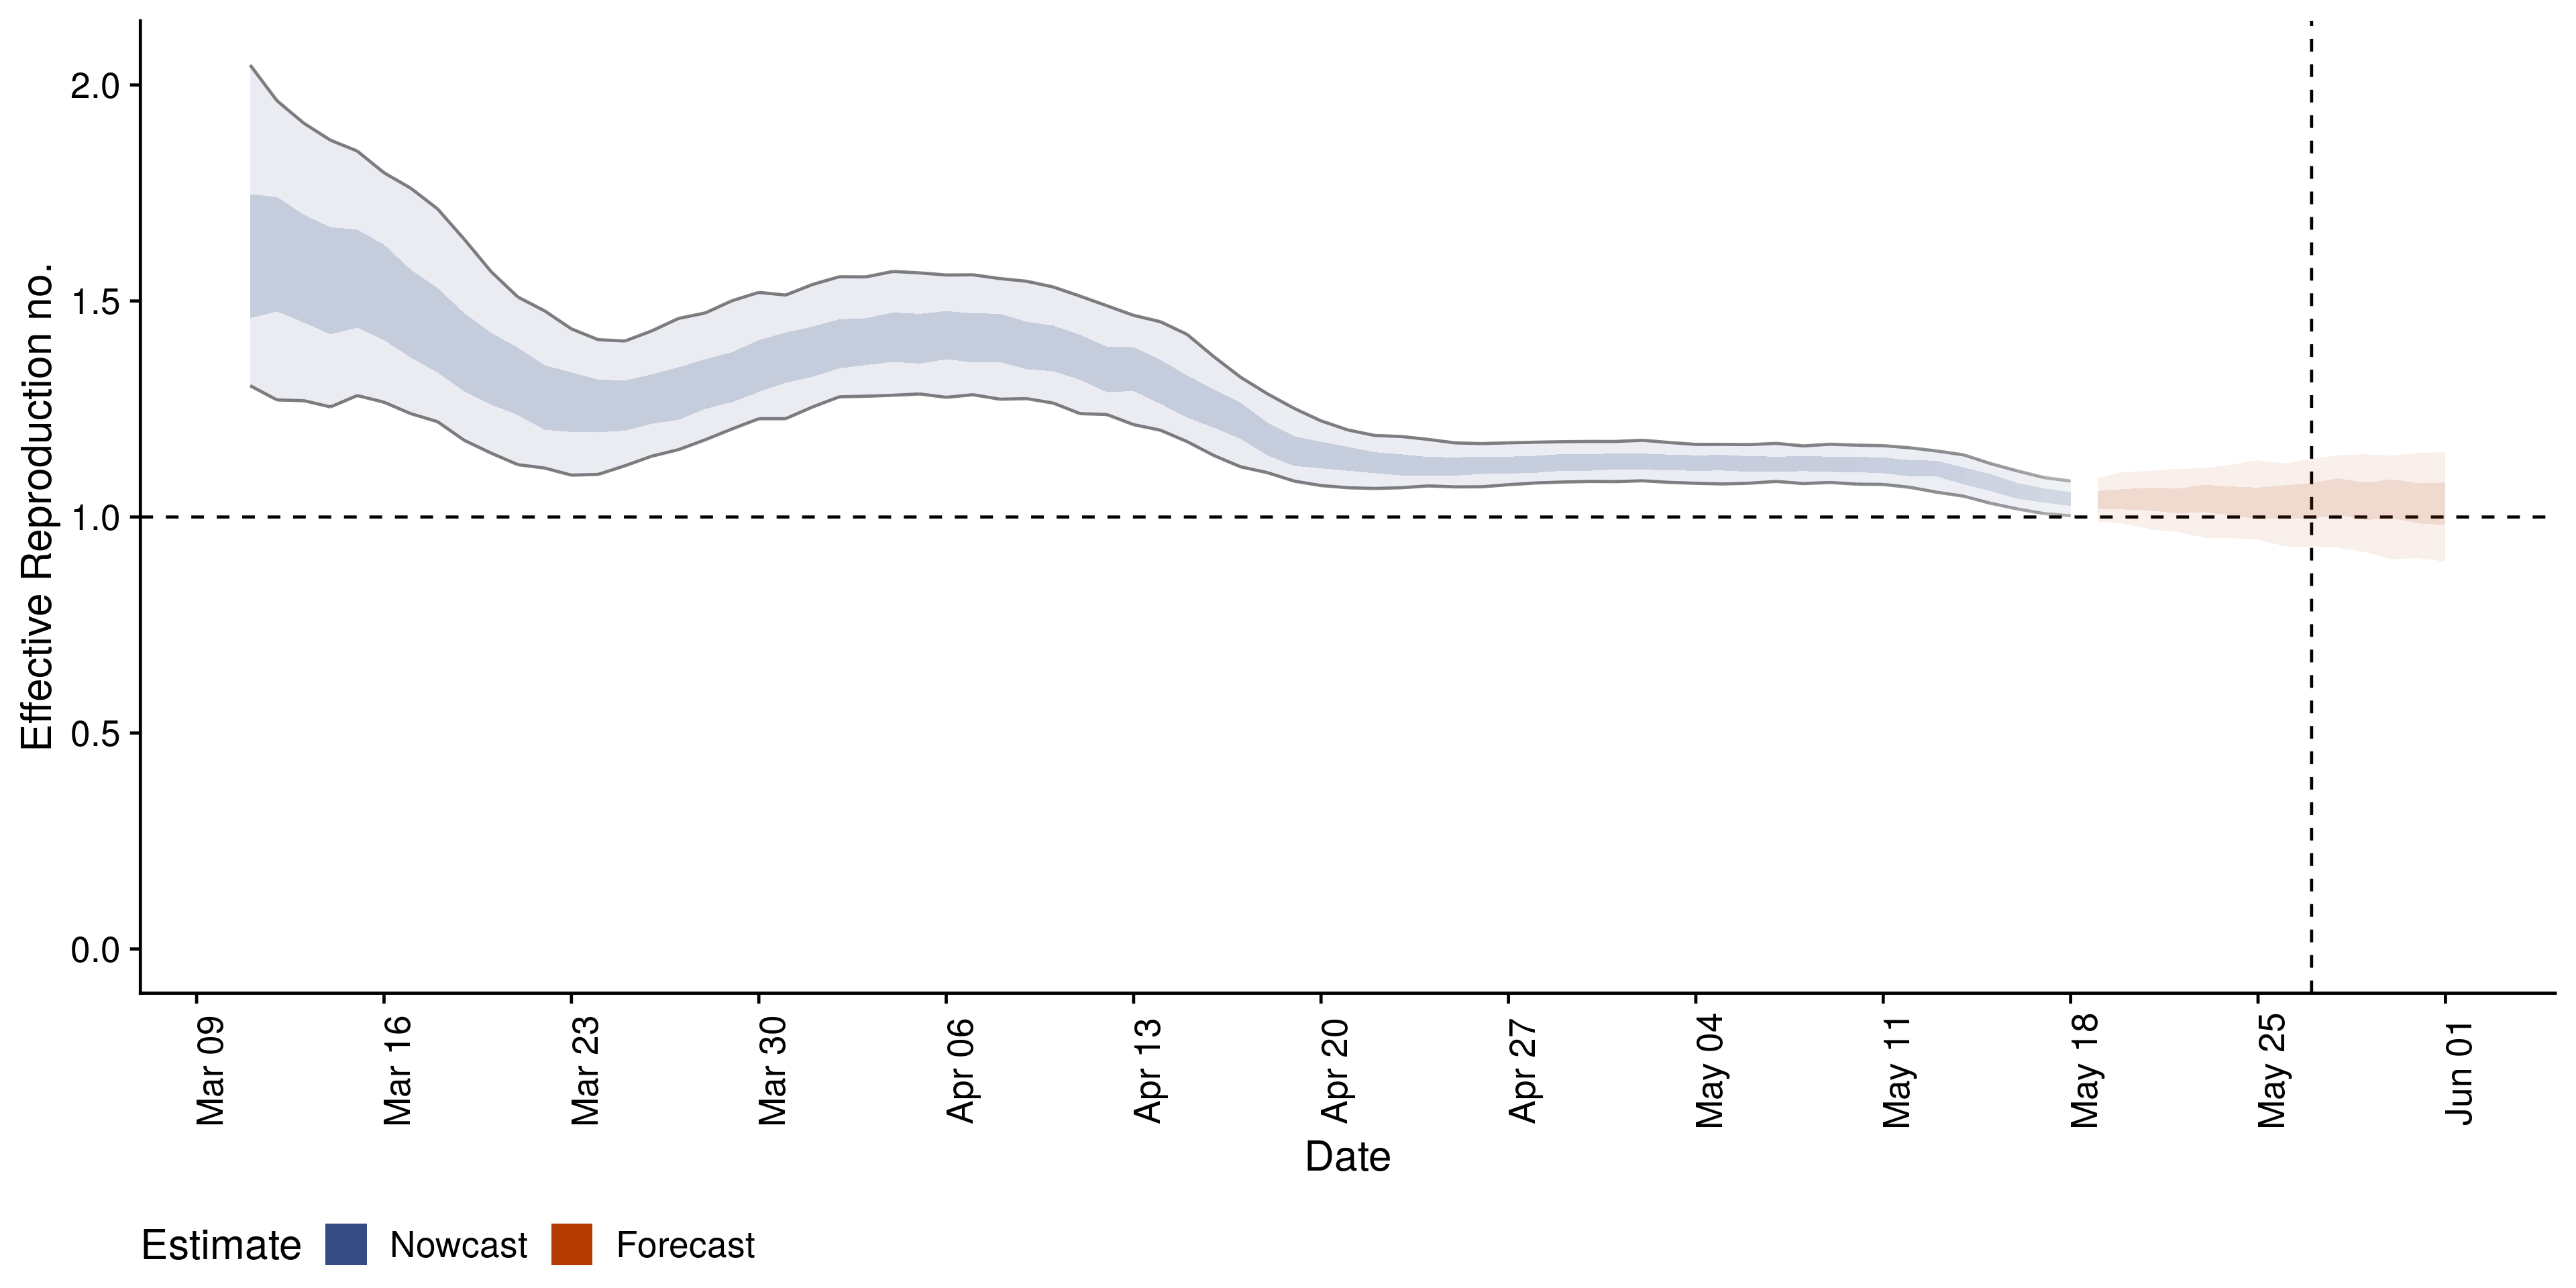 Effective Reproduction no.
2.0
1.5
1.0
0.5
0.0
Mar 09
Mar 16
Mar 23
Mar 30
Apr 06
Apr 13
Apr 20
Apr 27
May 04
May 11
May 18
May 25
Jun 01
Date
Estimate Nowcast Forecast